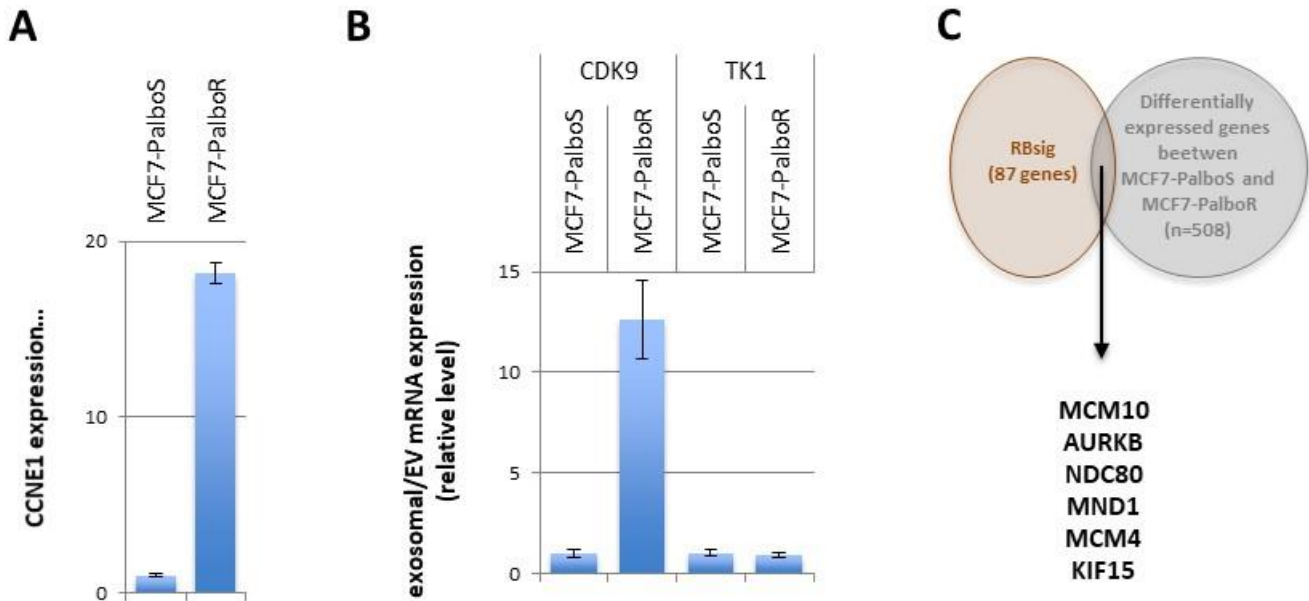 A
MCF7-PalboS
MCF7-PalboR
20
10
0
CCNE1 expression...
B
CDK9
TK1
MCF7-PalboS
MCF7-PalboR
MCF7-PalboS
MCF7-PalboR
15
10
5
0
exosomal/EV mRNA expression
(relative level)
C
RBsig
(87 genes)
Differentially
expressed genes
beetwen
MCF7-PalboS and
MCF7-PalboR
(n=508)
MCM10
AURKB
NDC80
MND1
MCM4
KIF15